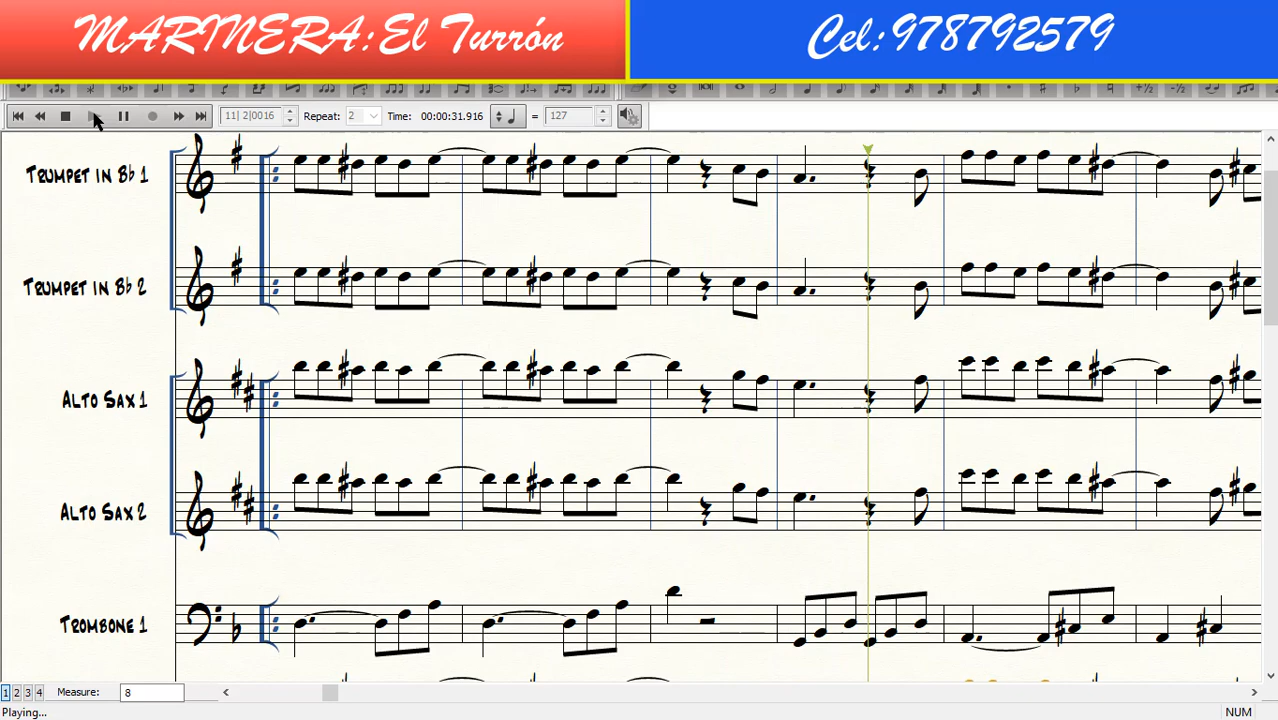 MARINERA: El Turrón
Cel: 978792579
11| 2|0016 Repeat: 2 Time: 00:00:31.916 = 127
TRUMPET IN B♭ 1
TRUMPET IN B♭ 2
ALTO SAX 1
ALTO SAX 2
TROMBONE 1
1 2 3 4 Measure: 8
Playing... NUM